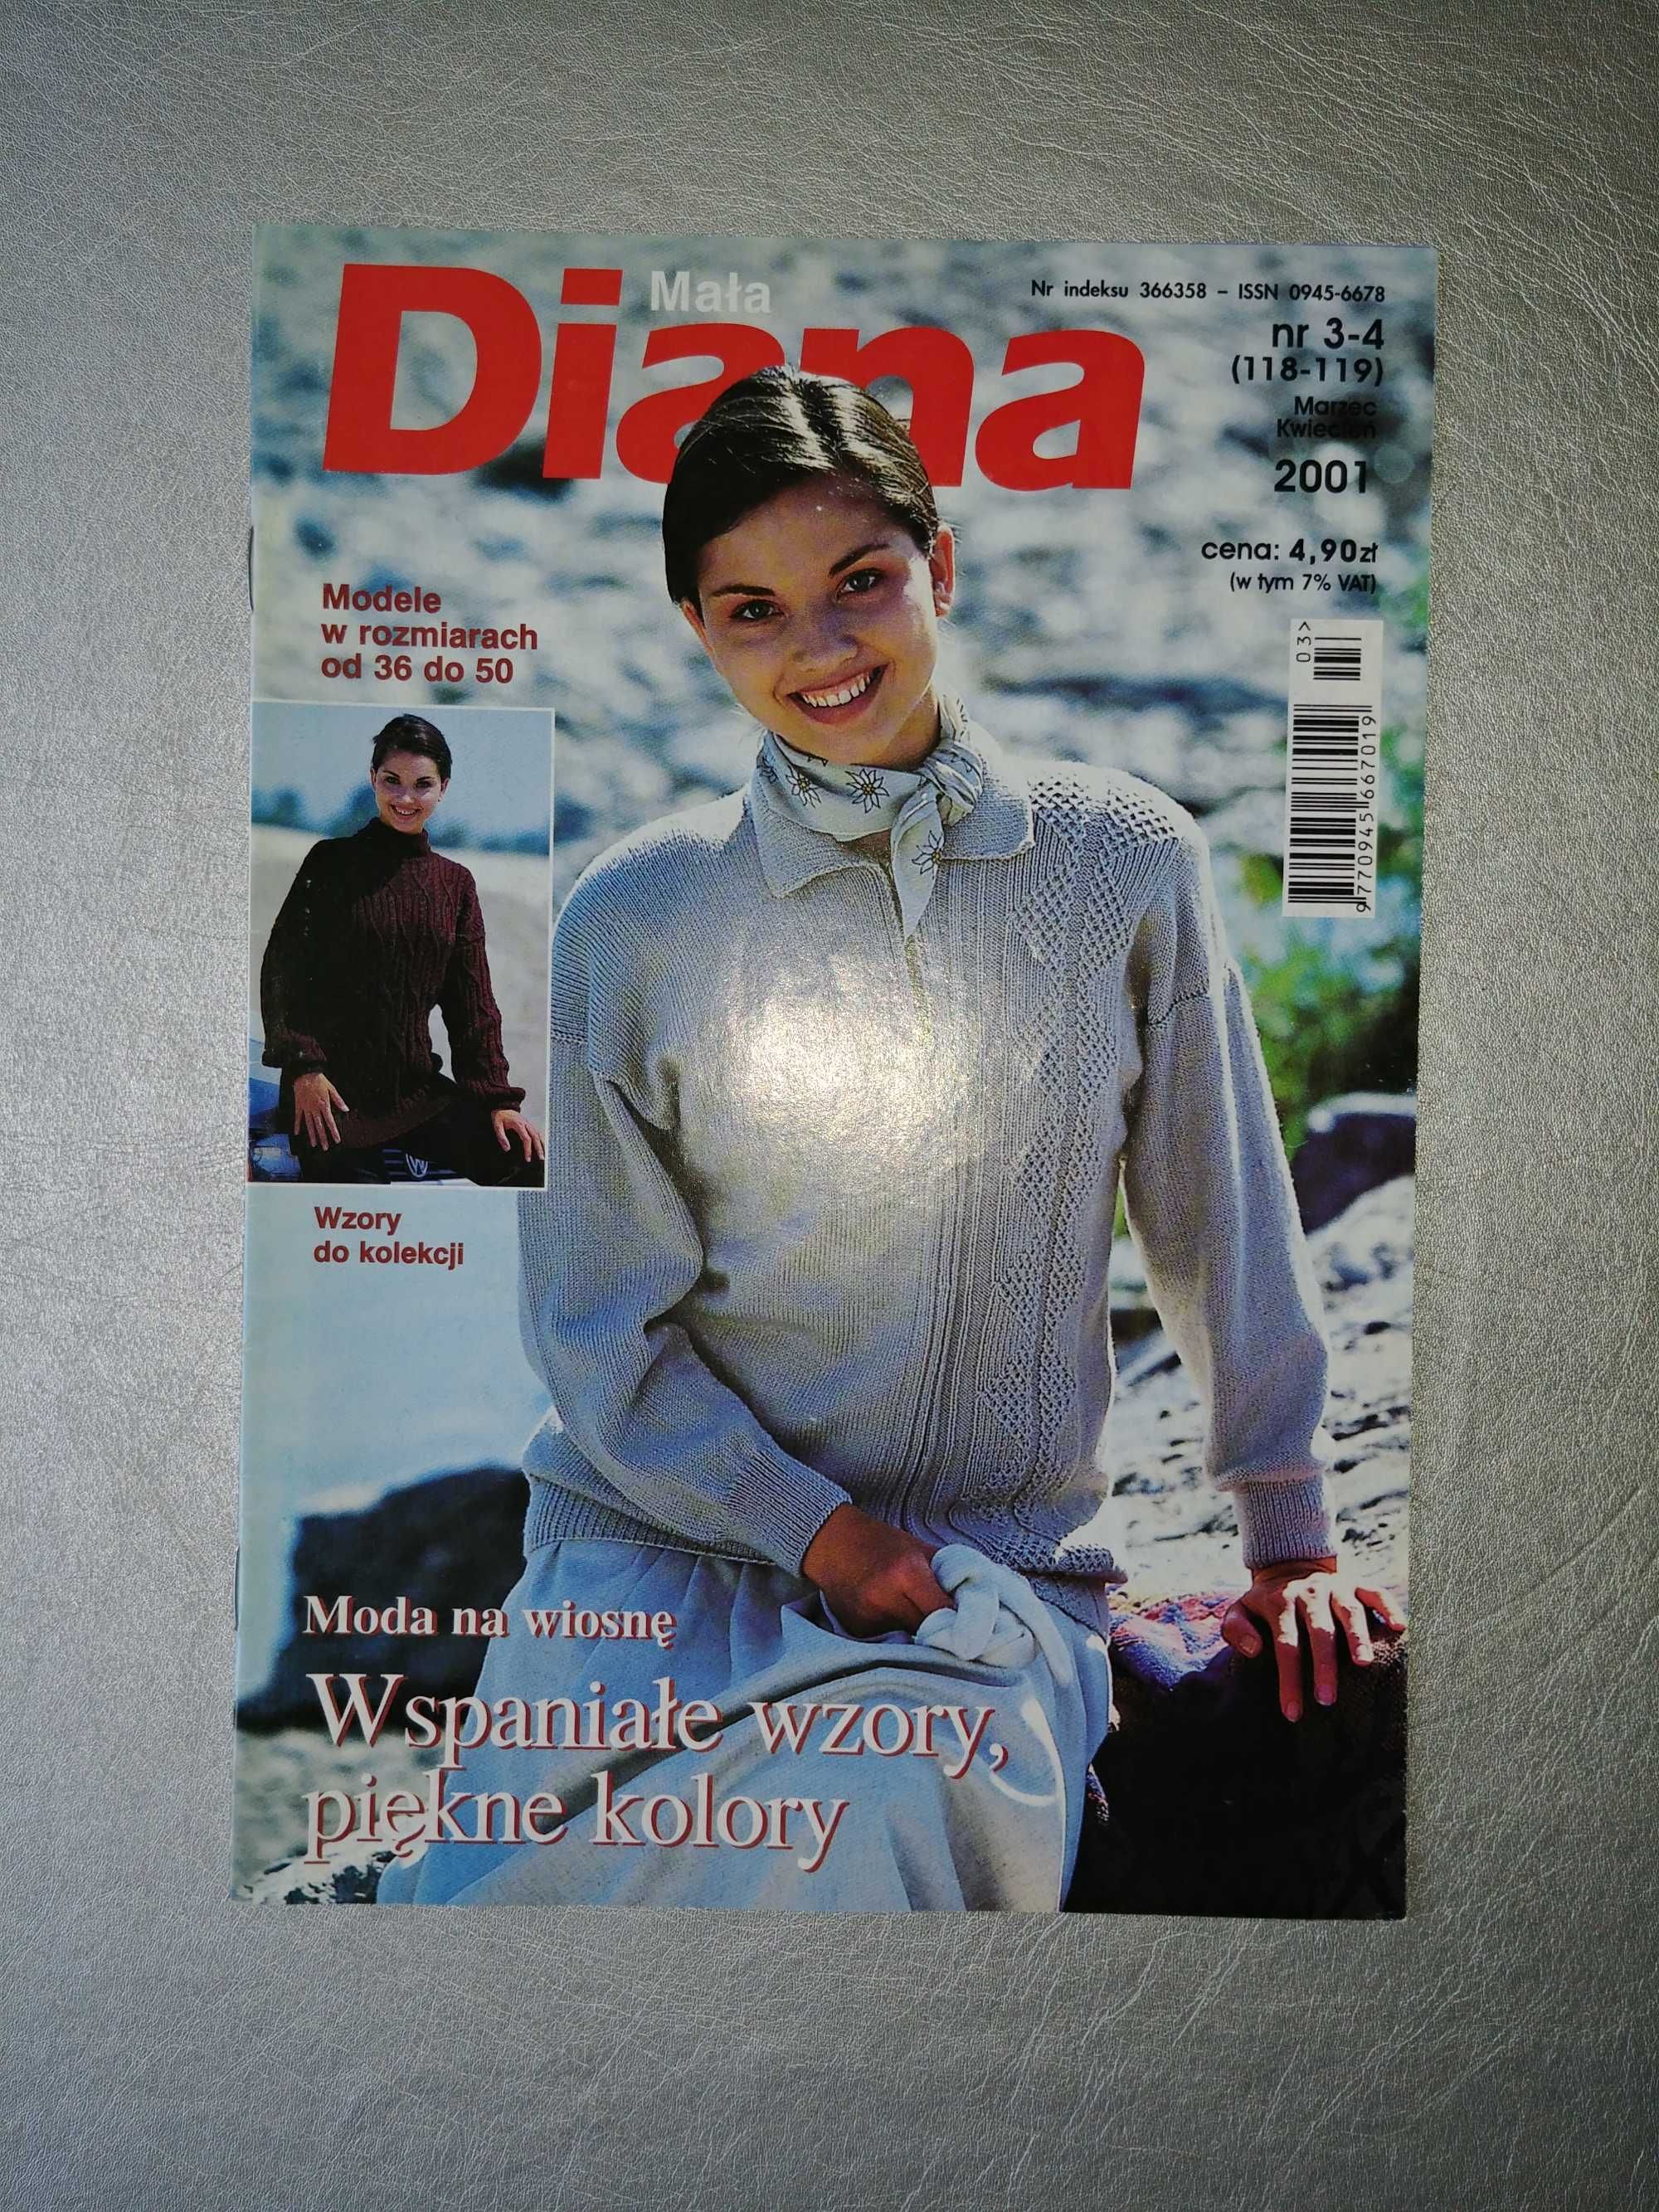 Mała
Diana
Nr indeksu 366358 – ISSN 0945-6678
nr 3-4
(118-119)
Marzec
Kwiecień
2001
cena: 4,90zł
(w tym 7% VAT)
03>
9770945667019
Modele
w rozmiarach
od 36 do 50
Wzory
do kolekcji
Moda na wiosnę
Wspaniałe wzory,
piękne kolory